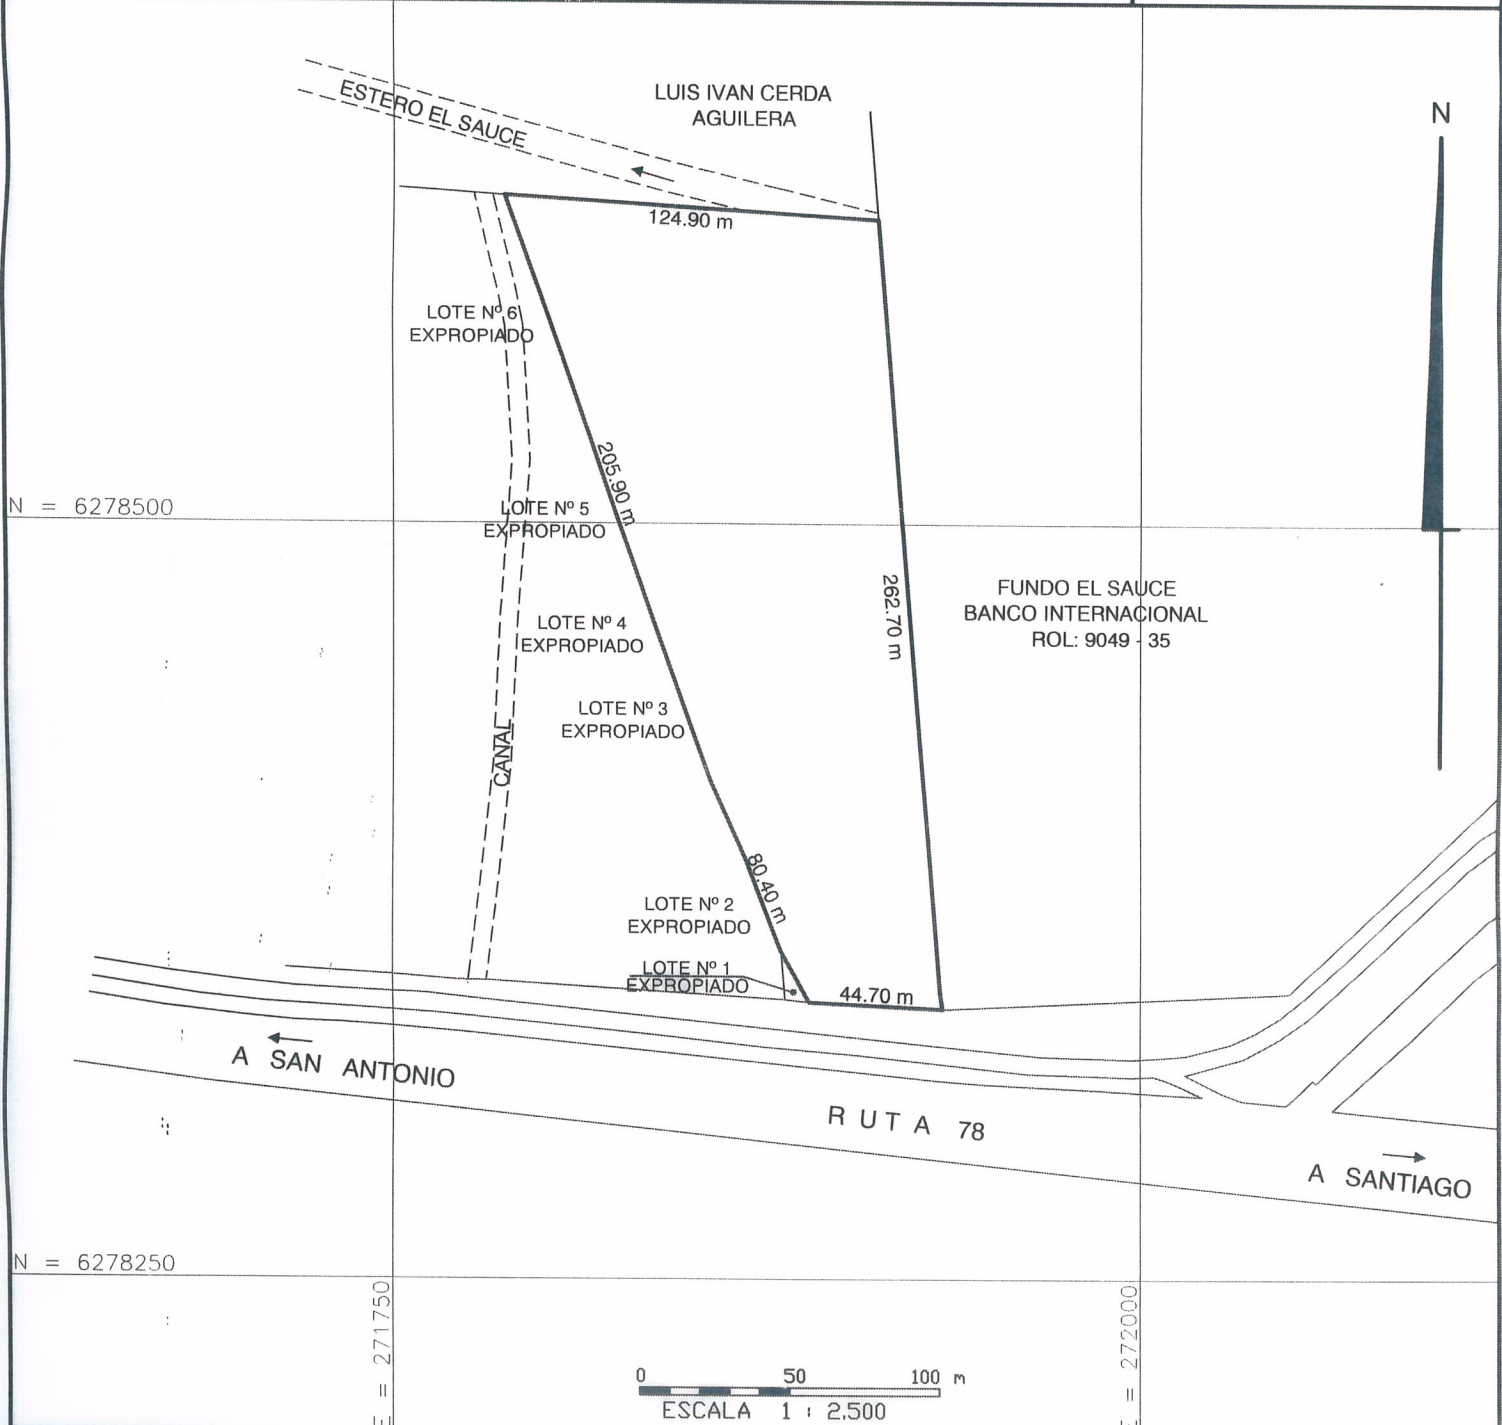 LUIS IVAN CERDA
AGUILERA
ESTERO EL SAUCE
N
124.90 m
LOTE Nº 6
EXPROPIADO
205.90 m
N = 6278500
LOTE Nº 5
EXPROPIADO
262.70 m
FUNDO EL SAUCE
BANCO INTERNACIONAL
ROL: 9049 - 35
LOTE Nº 4
EXPROPIADO
LOTE Nº 3
EXPROPIADO
CANAL
80.40 m
LOTE Nº 2
EXPROPIADO
LOTE Nº 1
EXPROPIADO
44.70 m
A SAN ANTONIO
RUTA 78
A SANTIAGO
N = 6278250
E = 271750
E = 272000
0 50 100 m
ESCALA 1 : 2,500